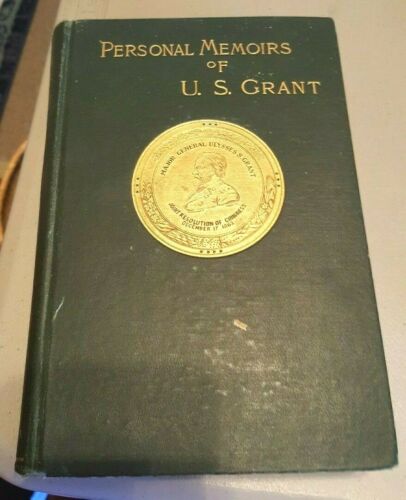 PERSONAL MEMOIRS
OF
U. S. GRANT
MAJOR GENERAL ULYSSES S. GRANT
JOINT RESOLUTION OF CONGRESS
DECEMBER 17 1863